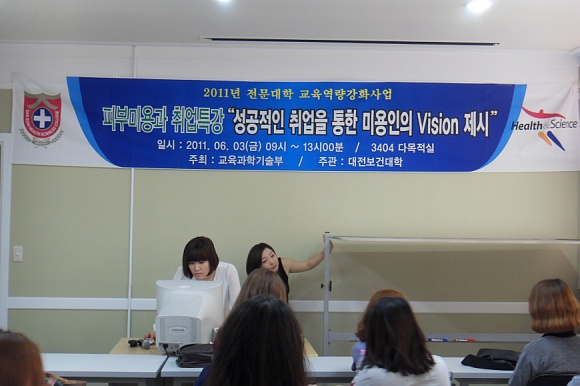 2011년 전문대학 교육역량강화사업
피부미용과 취업특강 "성공적인 취업을 통한 미용인의 Vision 제시"
일시 : 2011. 06. 03(금) 09시 ~ 13시00분 / 3404 다목적실
주최 : 교육과학기술부 / 주관 : 대전보건대학
Health & Science